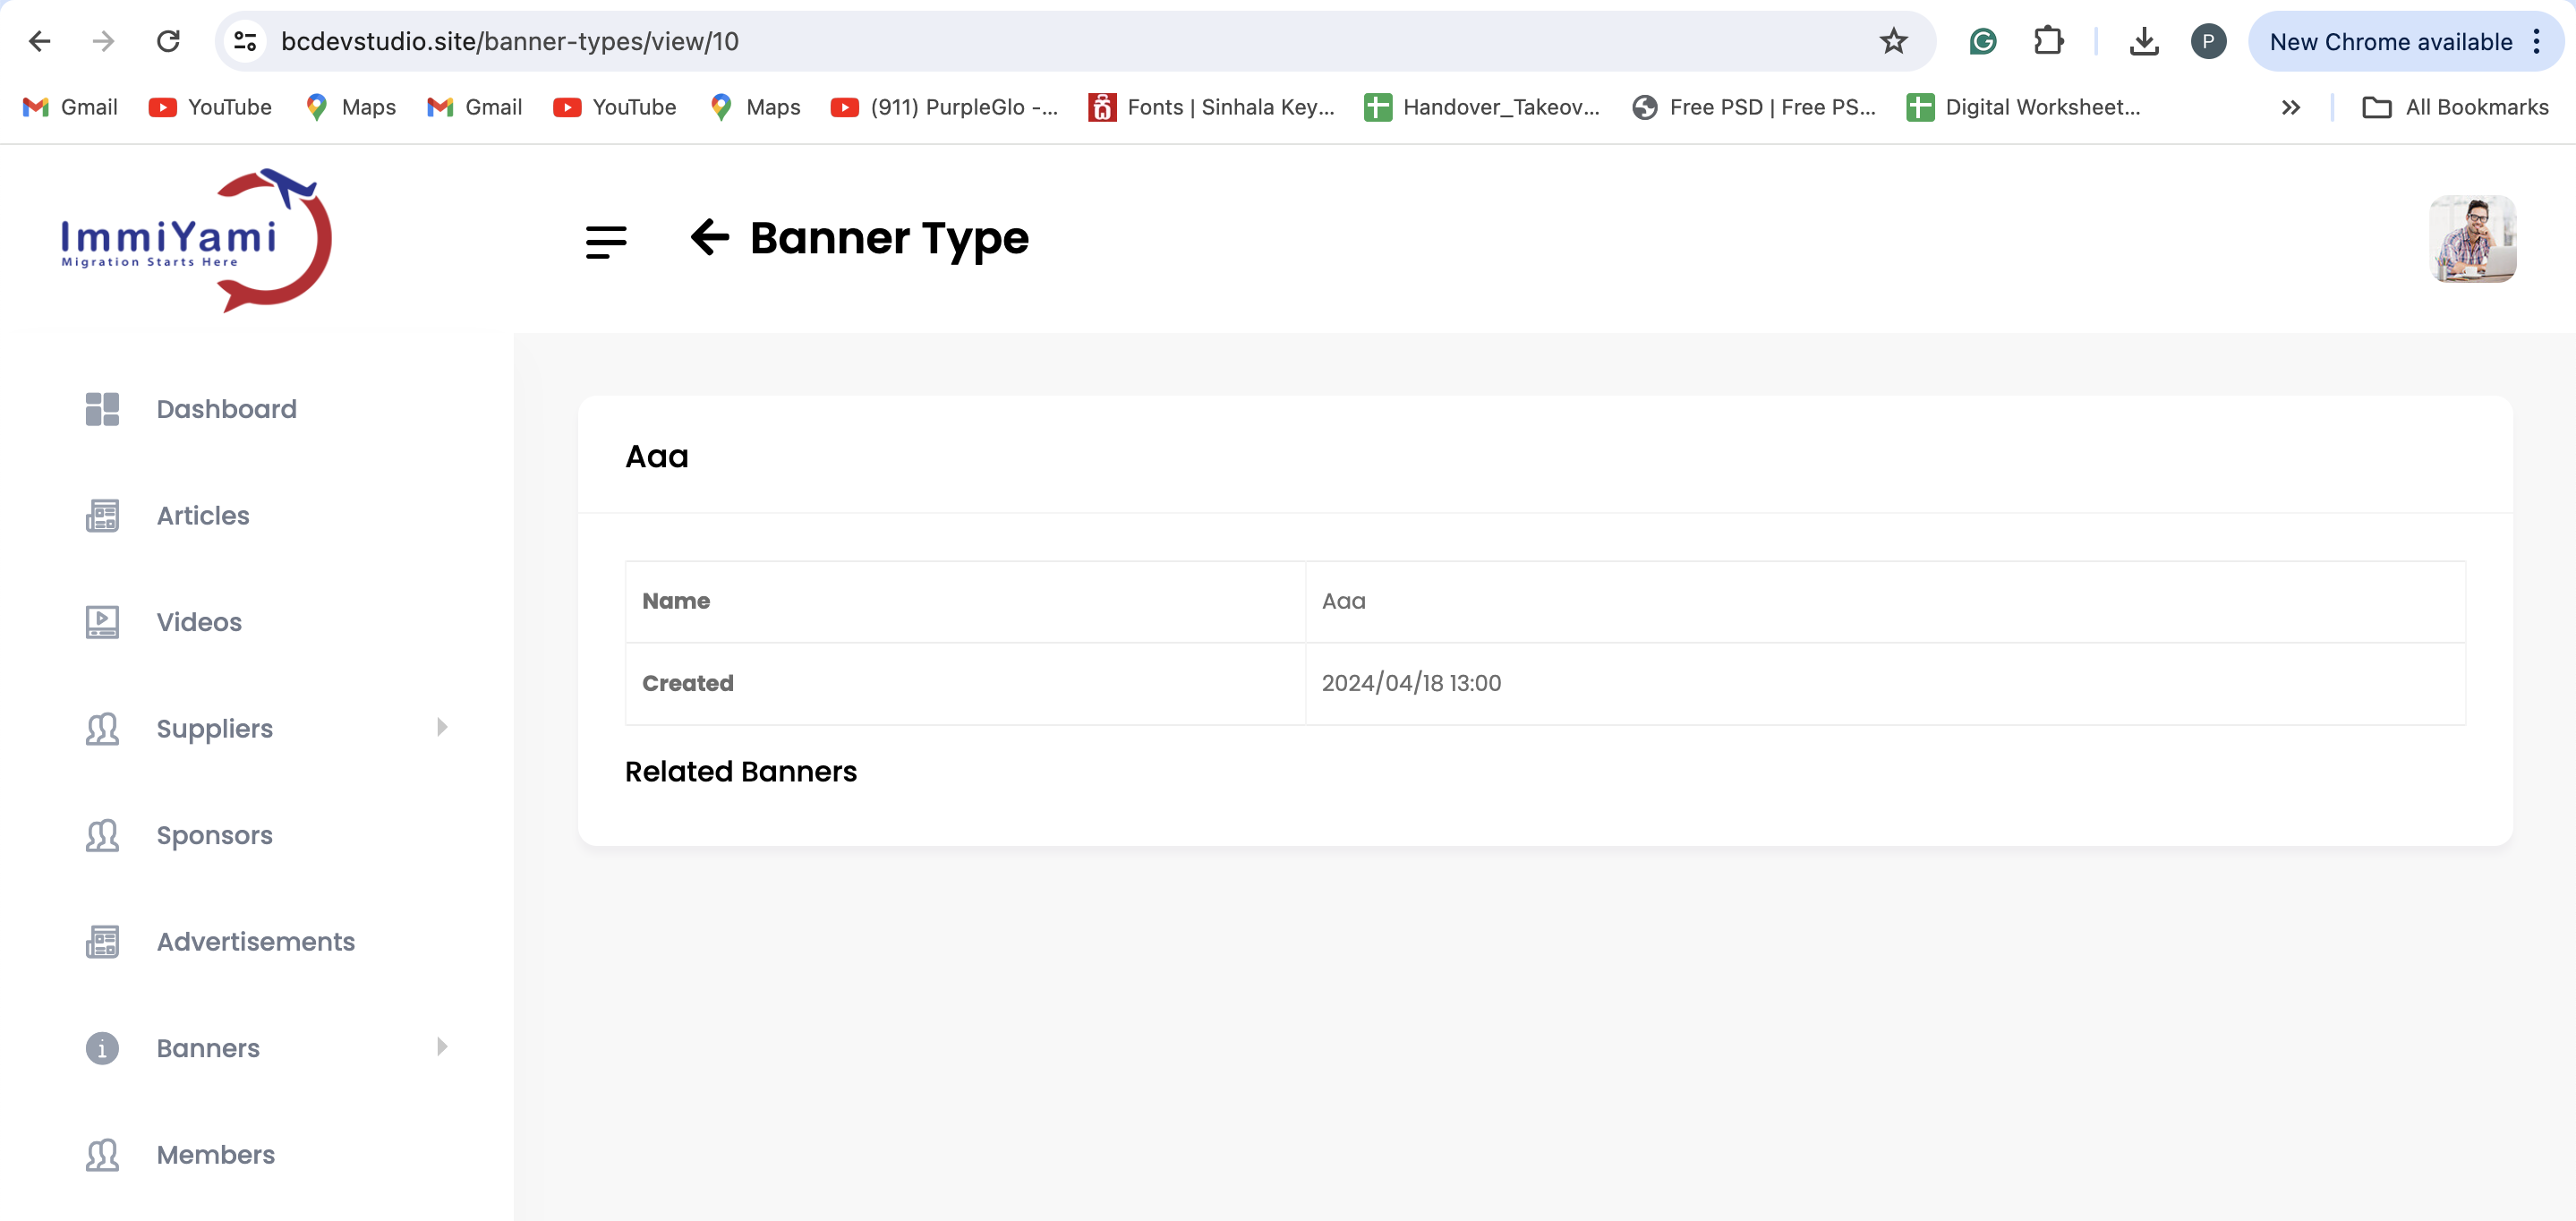 bcdevstudio.site/banner-types/view/10
P
New Chrome available
Gmail
YouTube
Maps
Gmail
YouTube
Maps
(911) PurpleGlo -...
Fonts | Sinhala Key...
Handover_Takeov...
Free PSD | Free PS...
Digital Worksheet...
All Bookmarks
ImmiYami
Migration Starts Here
Banner Type
Dashboard
Articles
Videos
Suppliers
Sponsors
Advertisements
Banners
Members
Aaa
Name Aaa
Created 2024/04/18 13:00
Related Banners